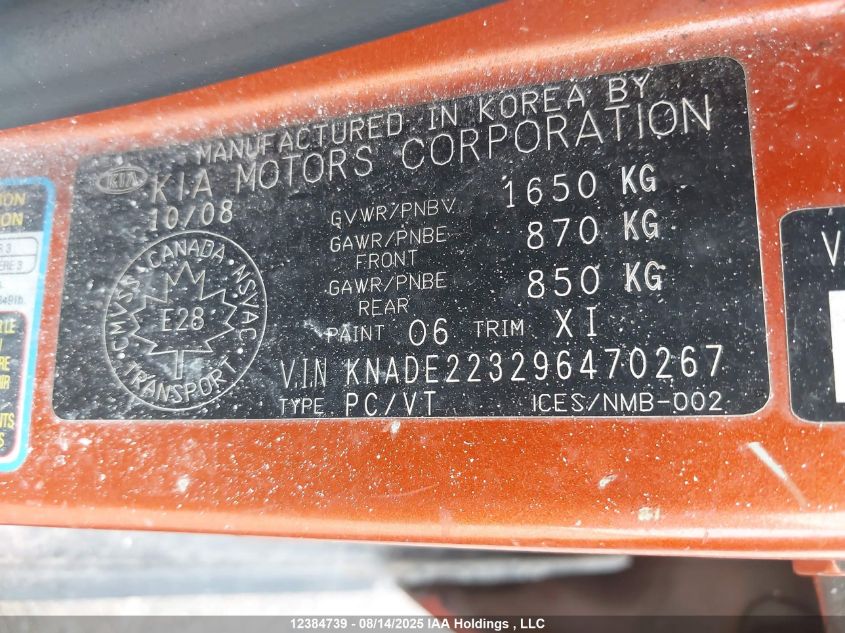 MANUFACTURED IN KOREA BY
KIA KIA MOTORS CORPORATION
10/08
GVWR/PNBV 1650 KG
GAWR/PNBE FRONT 870 KG
GAWR/PNBE REAR 850 KG
PAINT 06 TRIM XI
V.I.N KNADE223296470267
TYPE PC/VT ICES/NMB-002
CANADA NSVAC
CMVSS
E28
TRANSPORT
12384739 - 08/14/2025 IAA Holdings , LLC